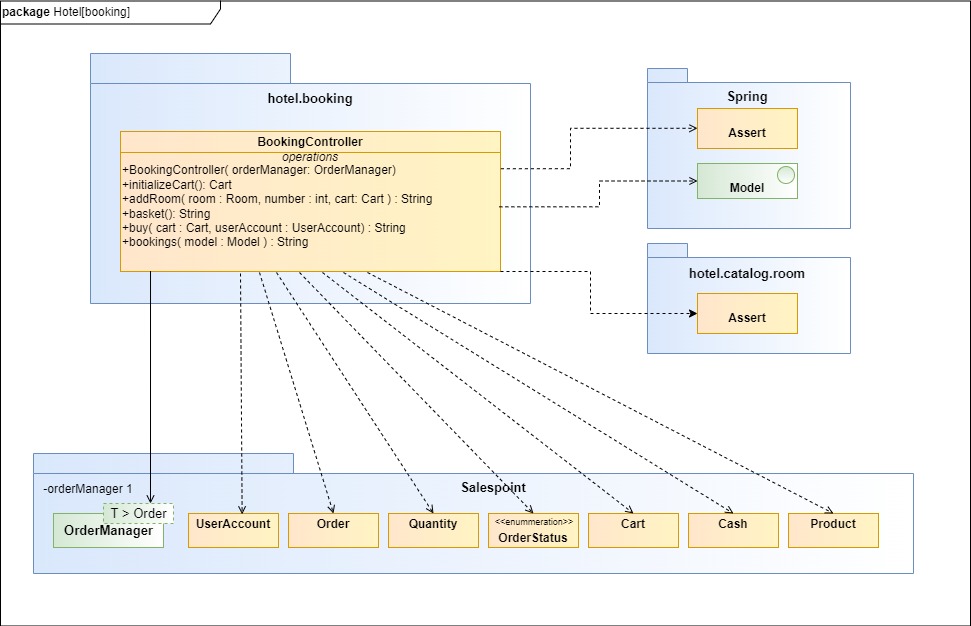 package Hotel[booking]
hotel.booking
BookingController
operations
+BookingController( orderManager: OrderManager)
+initializeCart(): Cart
+addRoom( room : Room, number : int, cart: Cart ) : String
+basket(): String
+buy( cart : Cart, userAccount : UserAccount) : String
+bookings( model : Model ) : String
Spring
Assert
Model
hotel.catalog.room
Assert
-orderManager 1
Salespoint
T > Order
OrderManager
UserAccount
Order
Quantity
<<enummeration>>
OrderStatus
Cart
Cash
Product